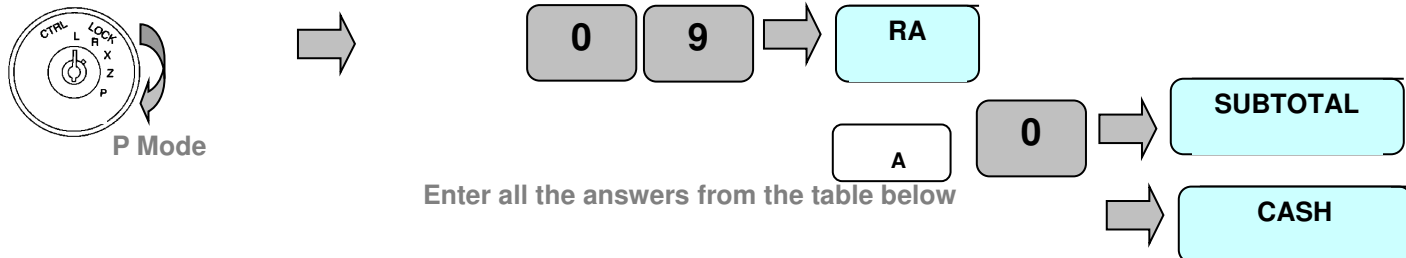 CTRL L LOCK R X Z P
P Mode
0 9 RA
A 0 SUBTOTAL
Enter all the answers from the table below
CASH